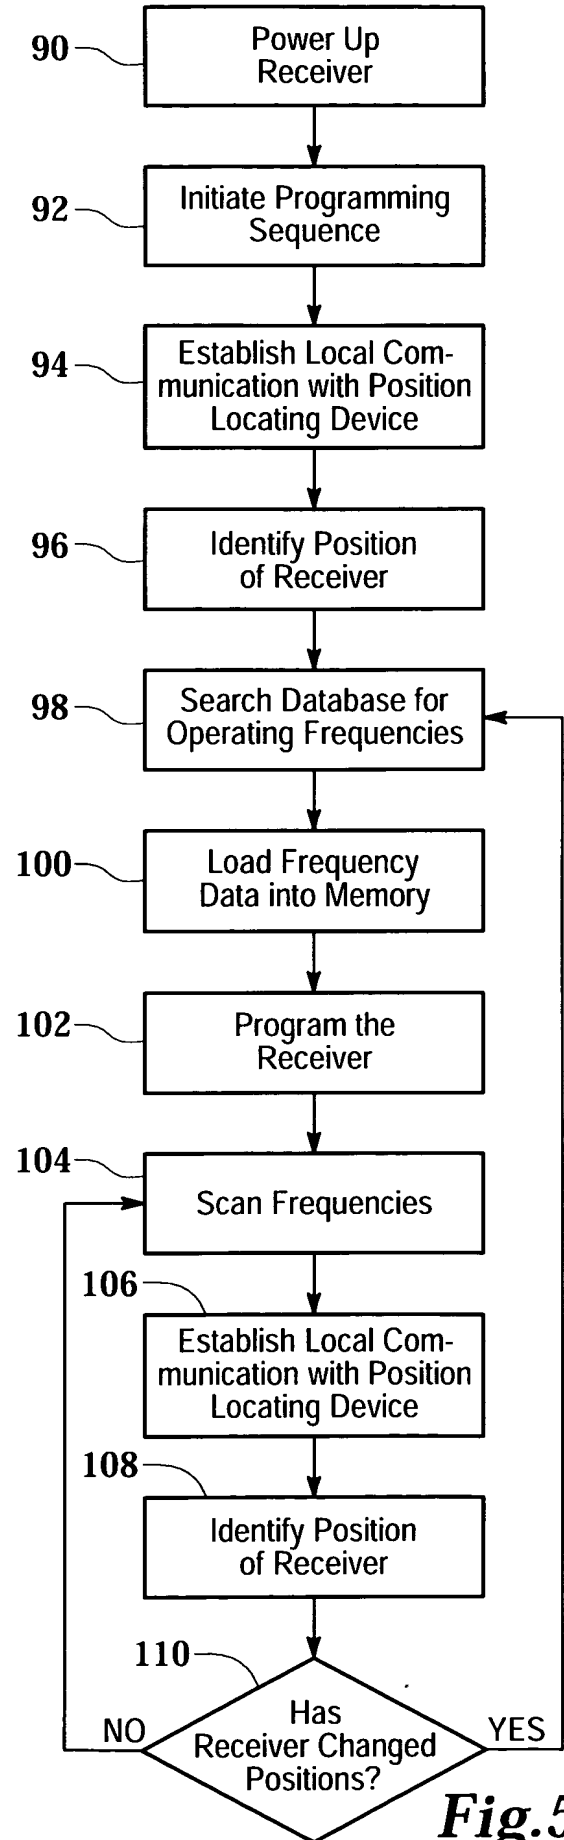 90
Power Up
Receiver
92
Initiate Programming
Sequence
94
Establish Local Com-
munication with Position
Locating Device
96
Identify Position
of Receiver
98
Search Database for
Operating Frequencies
100
Load Frequency
Data into Memory
102
Program the
Receiver
104
Scan Frequencies
106
Establish Local Com-
munication with Position
Locating Device
108
Identify Position
of Receiver
110
Has
Receiver Changed
Positions?
NO
YES
Fig.5